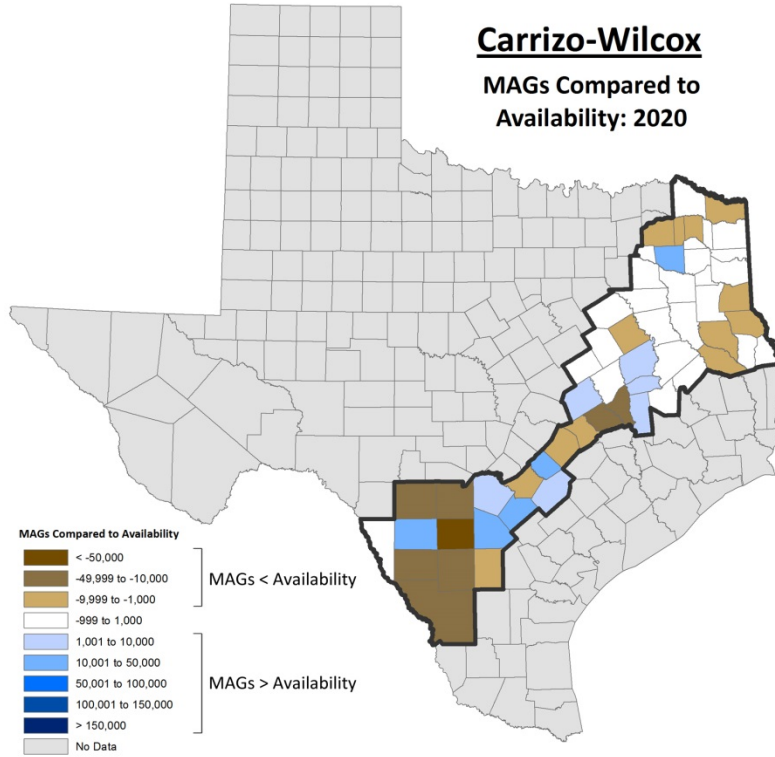 Carrizo-Wilcox
MAGs Compared to
Availability: 2020
MAGs Compared to Availability
< -50,000
-49,999 to -10,000
-9,999 to -1,000
MAGs < Availability
-999 to 1,000
1,001 to 10,000
10,001 to 50,000
50,001 to 100,000
100,001 to 150,000
> 150,000
MAGs > Availability
No Data